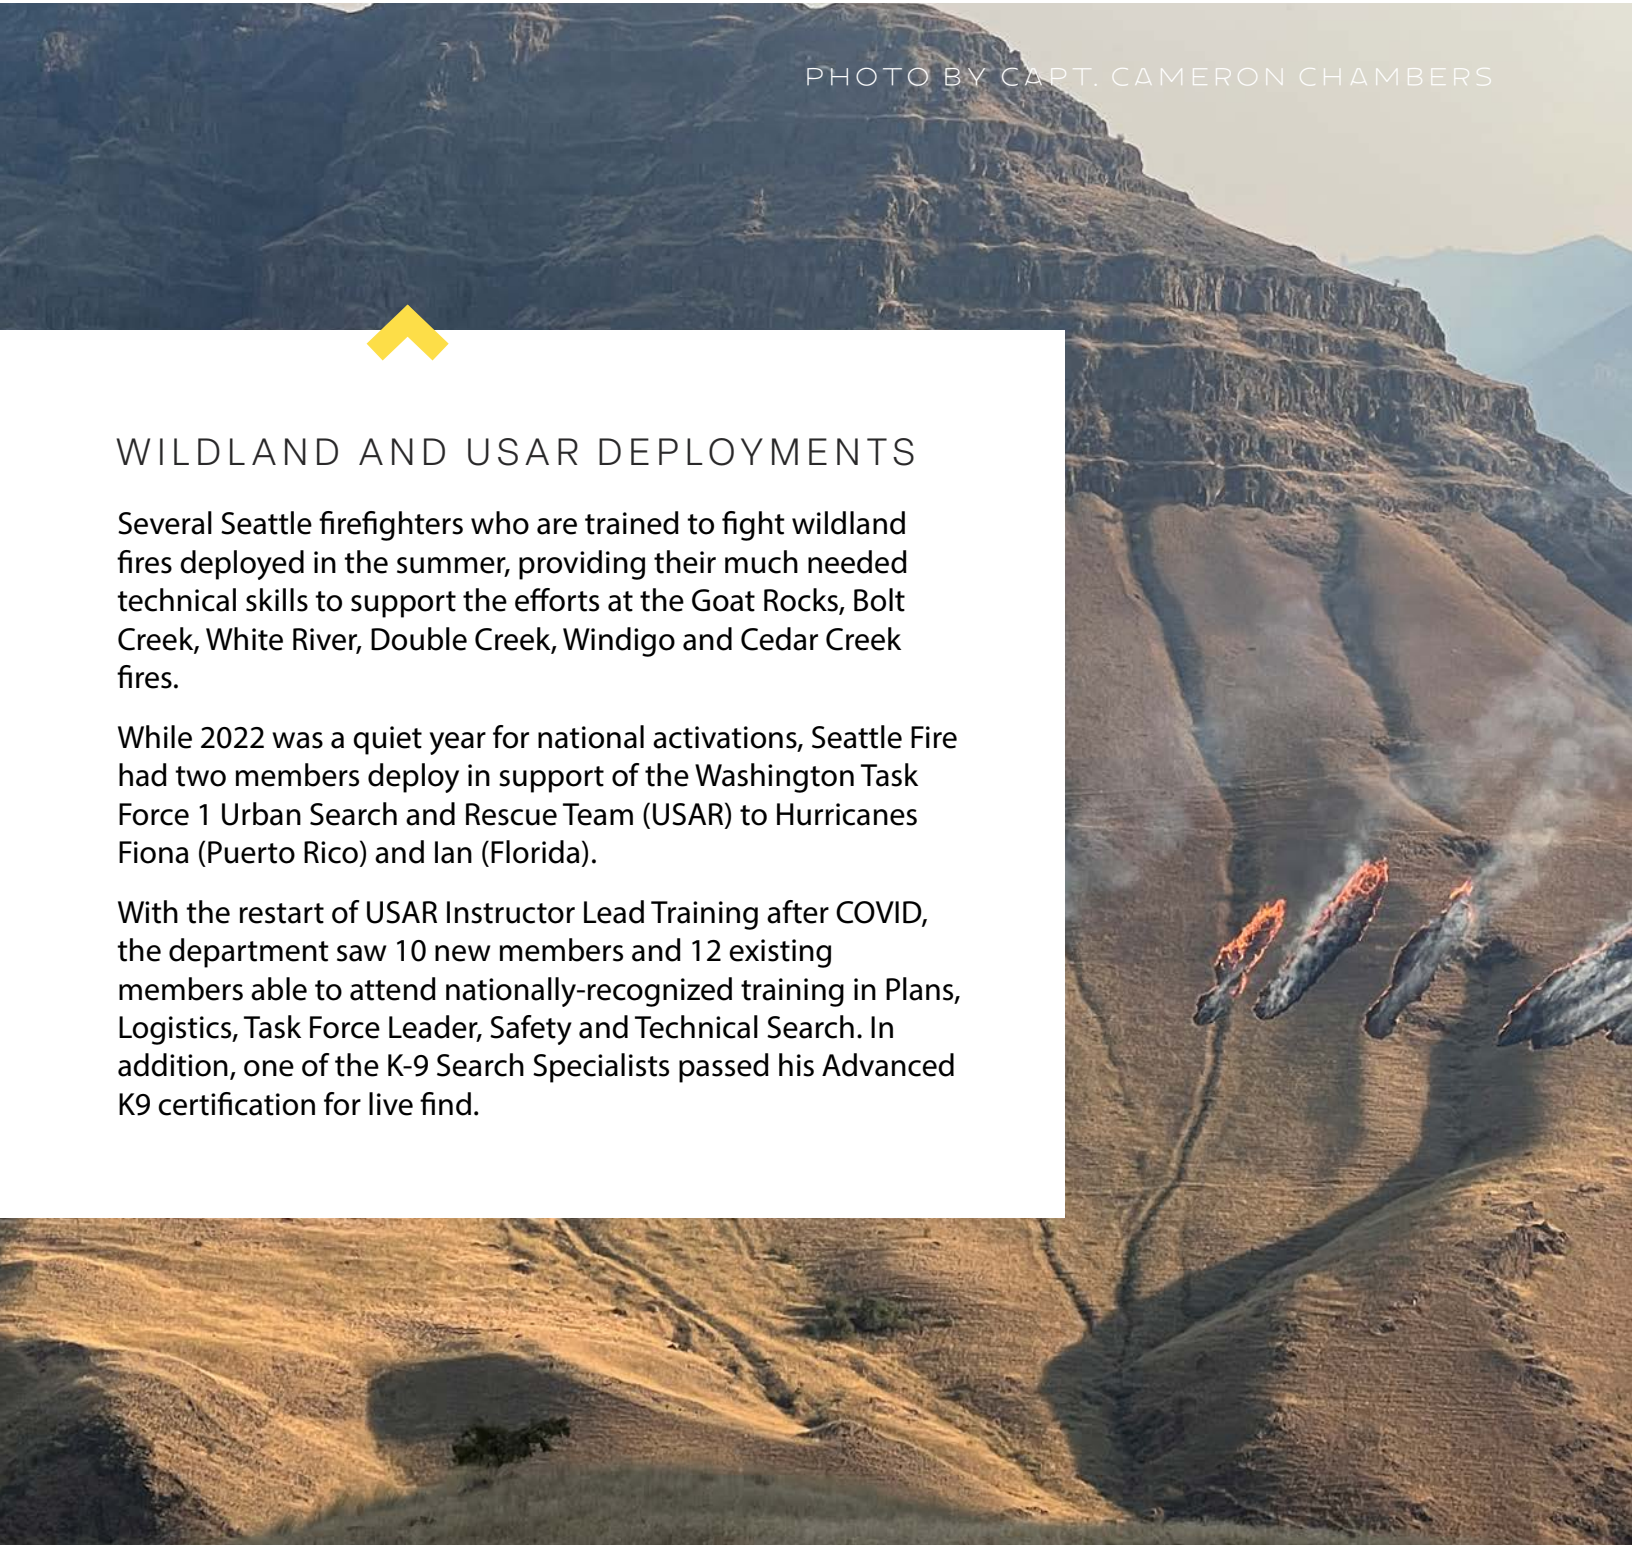 PHOTO BY CAPT. CAMERON CHAMBERS
WILDLAND AND USAR DEPLOYMENTS
Several Seattle firefighters who are trained to fight wildland
fires deployed in the summer, providing their much needed
technical skills to support the efforts at the Goat Rocks, Bolt
Creek, White River, Double Creek, Windigo and Cedar Creek
fires.
While 2022 was a quiet year for national activations, Seattle Fire
had two members deploy in support of the Washington Task
Force 1 Urban Search and Rescue Team (USAR) to Hurricanes
Fiona (Puerto Rico) and Ian (Florida).
With the restart of USAR Instructor Lead Training after COVID,
the department saw 10 new members and 12 existing
members able to attend nationally-recognized training in Plans,
Logistics, Task Force Leader, Safety and Technical Search. In
addition, one of the K-9 Search Specialists passed his Advanced
K9 certification for live find.